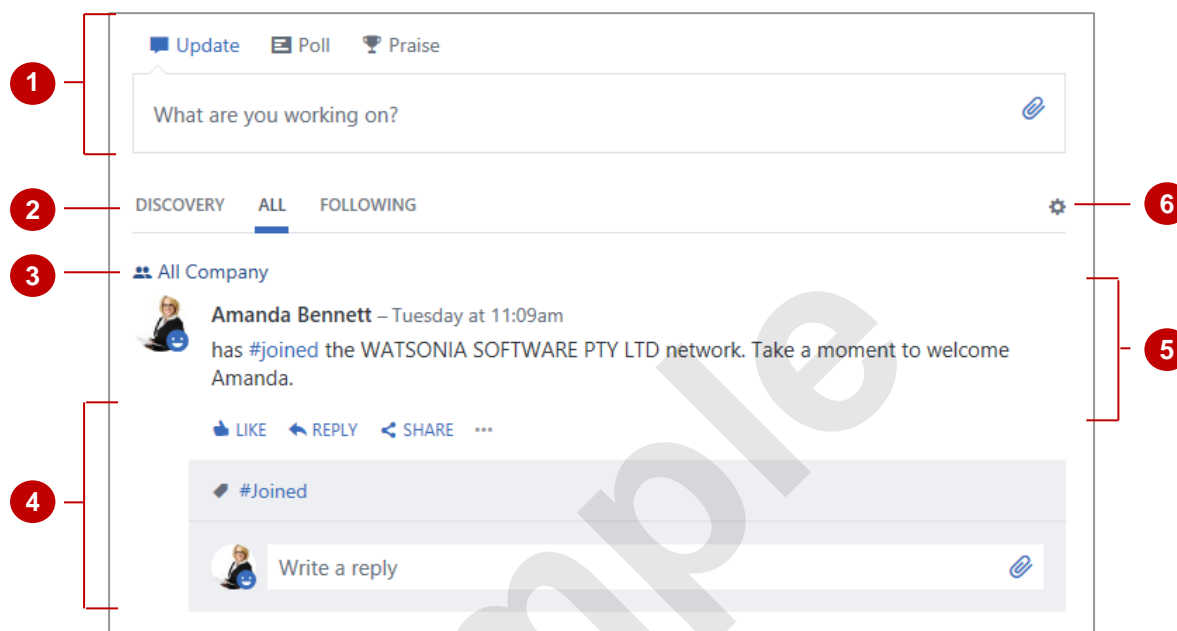 Update Poll Praise
1
What are you working on?
2
DISCOVERY ALL FOLLOWING
6
3
All Company
Amanda Bennett – Tuesday at 11:09am
has #joined the WATSONIA SOFTWARE PTY LTD network. Take a moment to welcome
Amanda.
5
LIKE REPLY SHARE ...
4
#Joined
Write a reply
mple